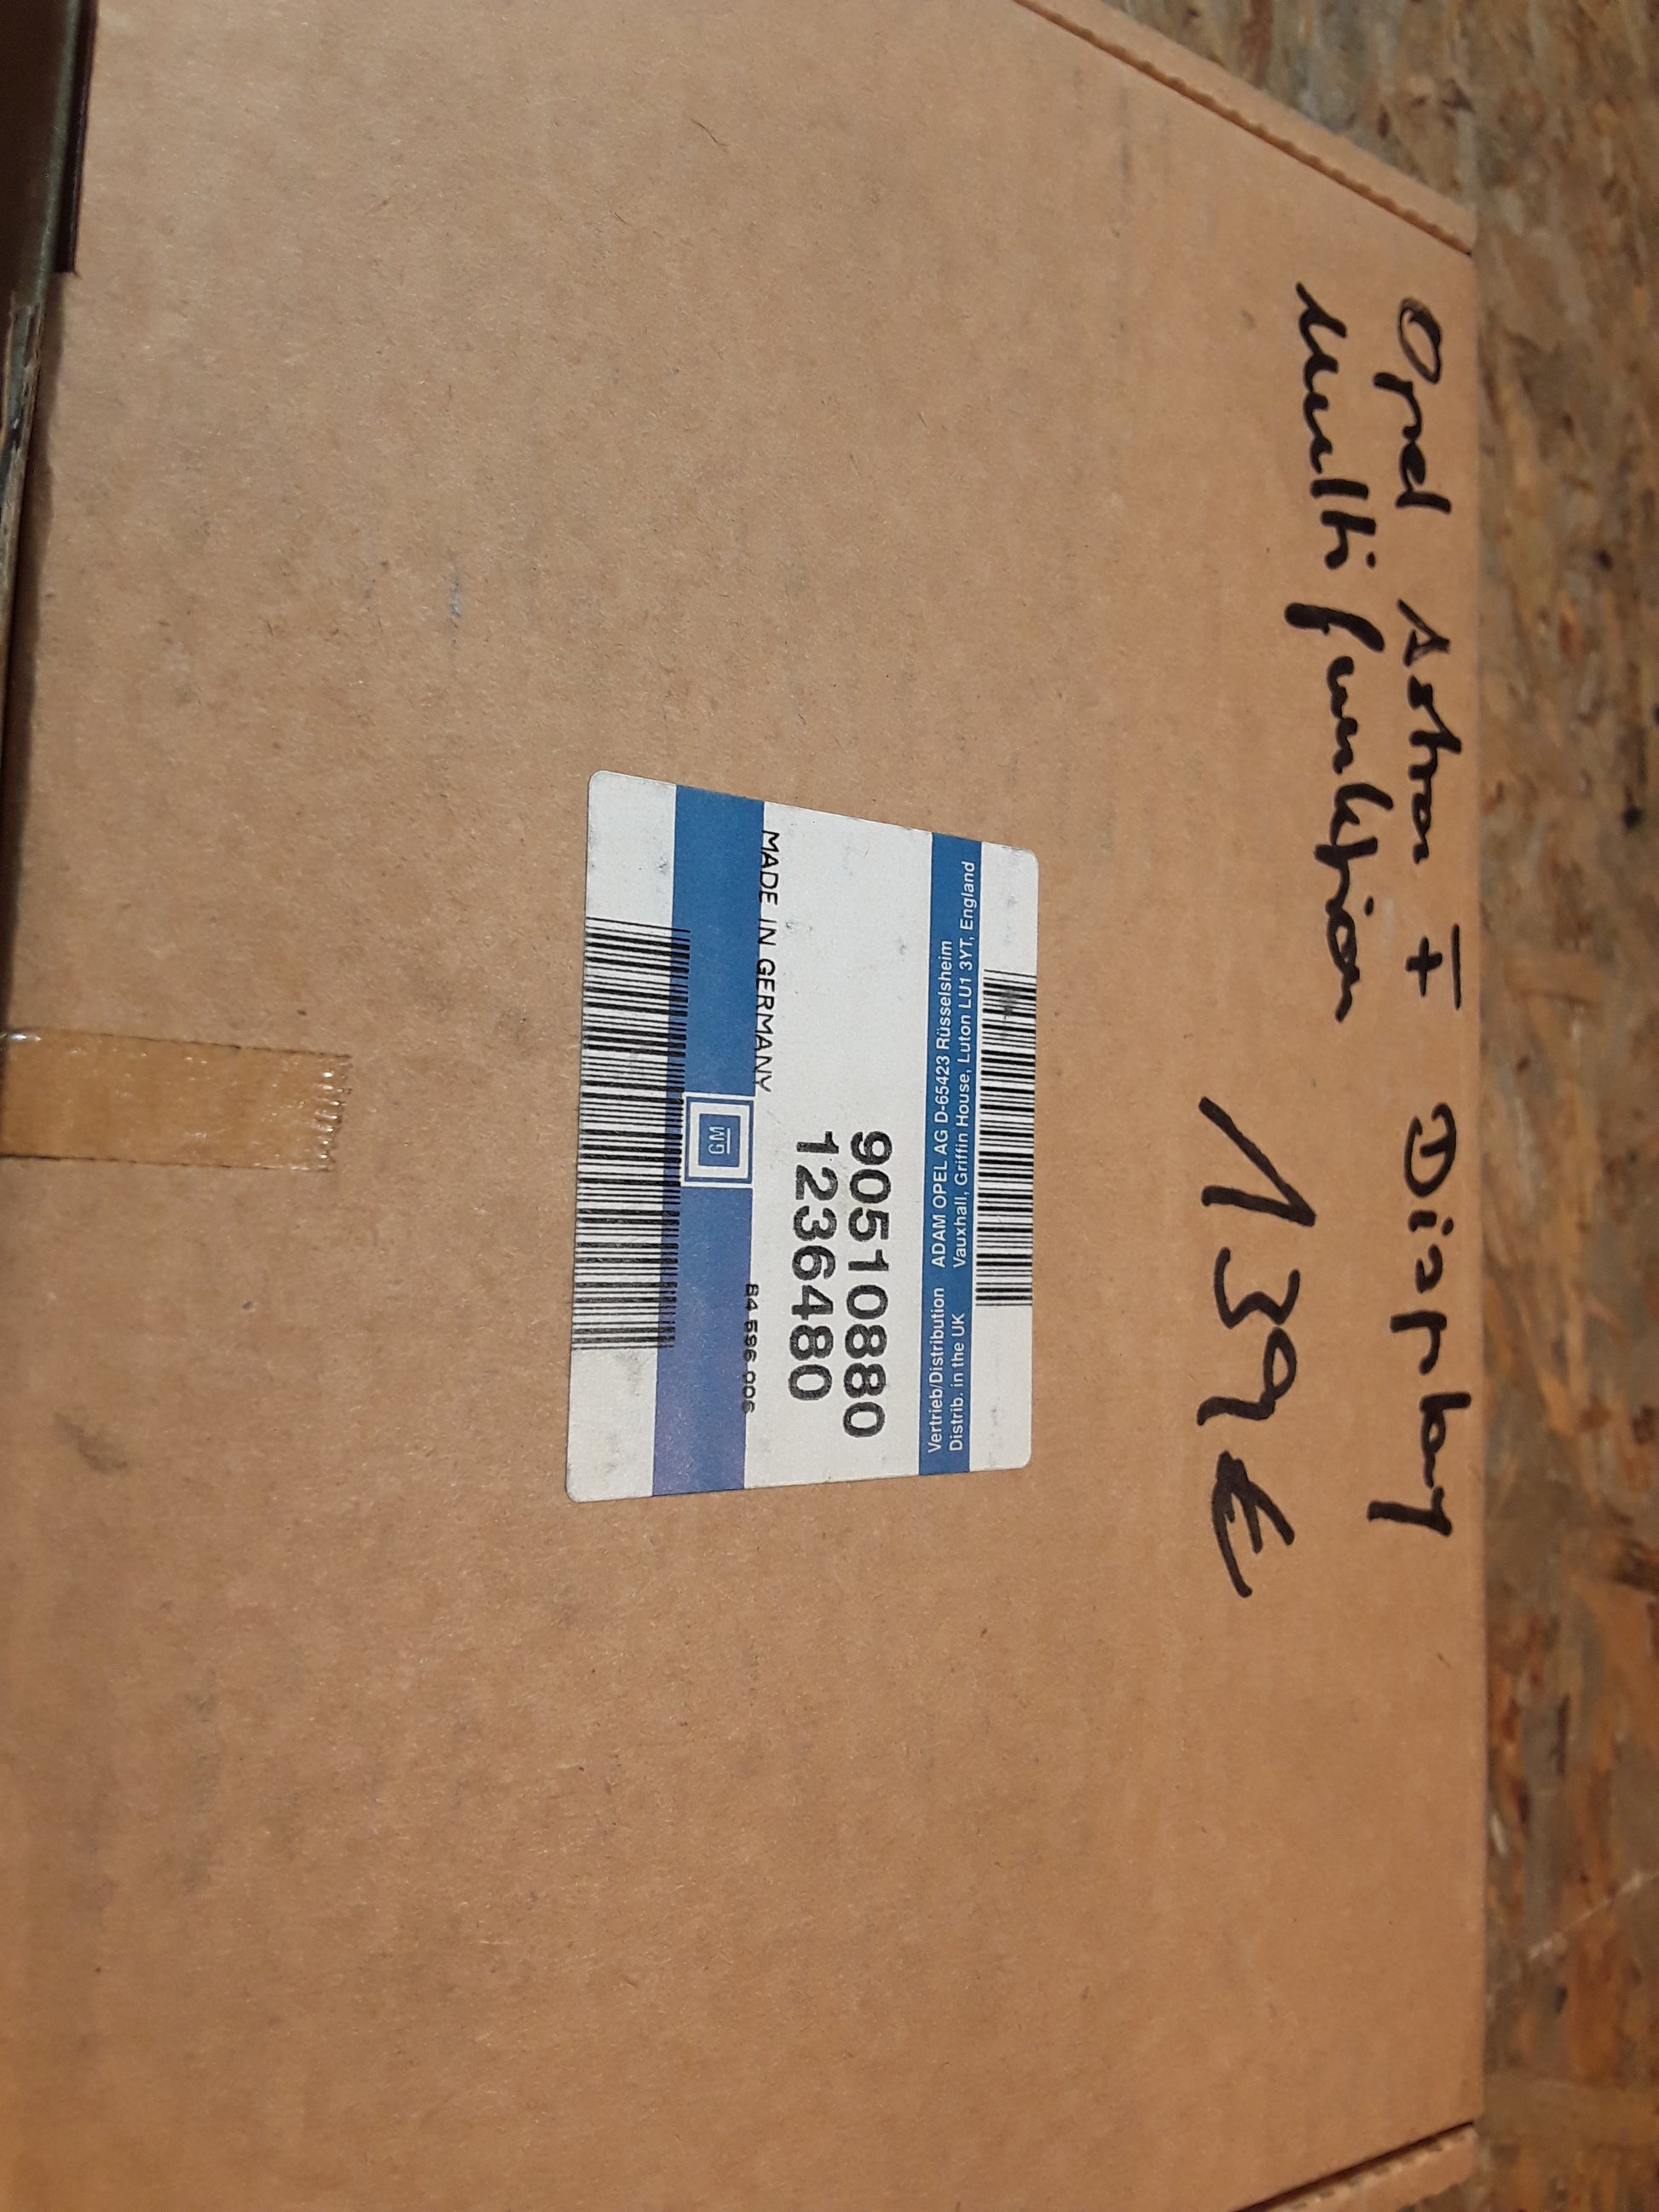 Opel Astra F Display
Multifunktion
139 €
Vertrieb/Distribution ADAM OPEL AG D-65423 Rüsselsheim
Distrib. in the UK Vauxhall, Griffin House, Luton LU1 3YT, England
90510880
1236480
MADE IN GERMANY
GM